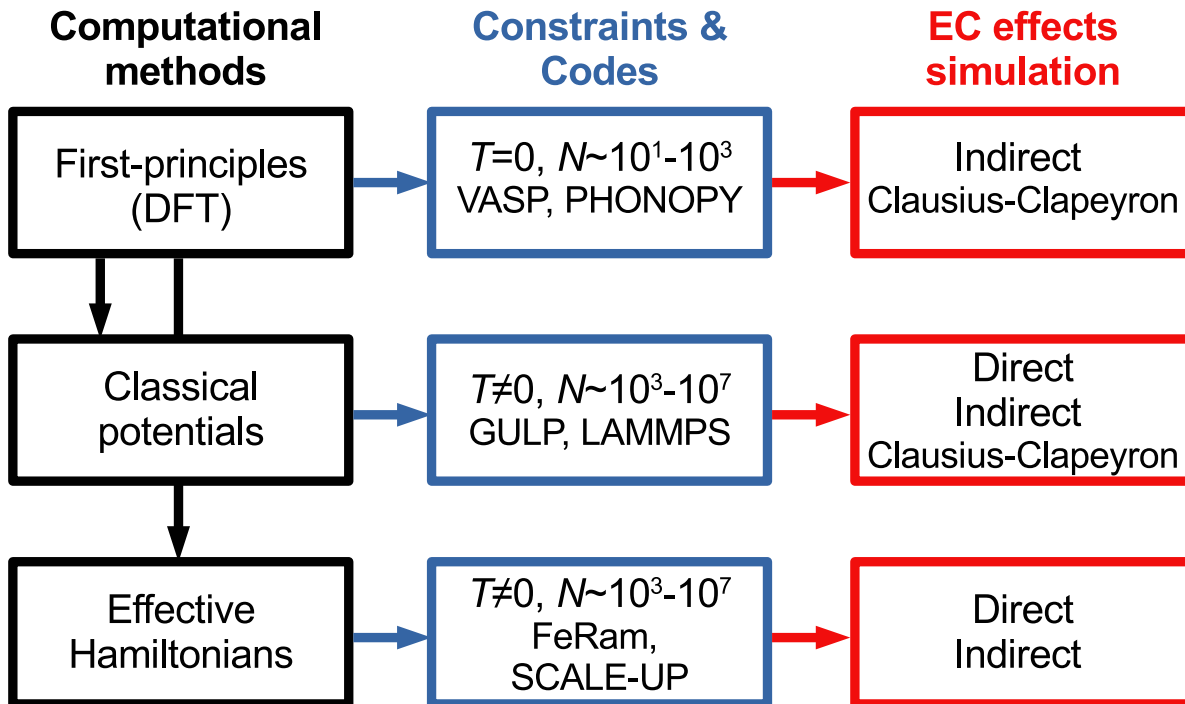 Computational
methods
Constraints &
Codes
EC effects
simulation
First-principles
(DFT)
T=0, N~10¹-10³
VASP, PHONOPY
Indirect
Clausius-Clapeyron
Classical
potentials
T≠0, N~10³-10⁷
GULP, LAMMPS
Direct
Indirect
Clausius-Clapeyron
Effective
Hamiltonians
T≠0, N~10³-10⁷
FeRam,
SCALE-UP
Direct
Indirect